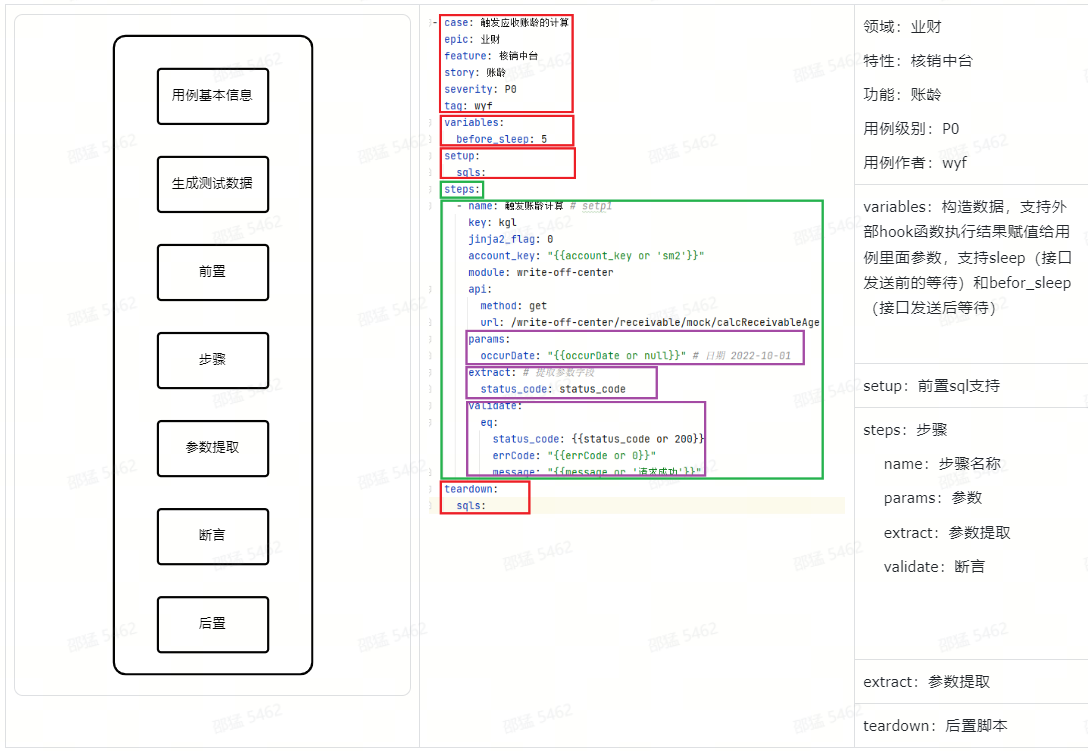 用例基本信息
生成测试数据
前置
步骤
参数提取
断言
后置
- case: 触发应收账龄的计算
epic: 业财
feature: 核销中台
story: 账龄
severity: P0
tag: wyf
variables:
before_sleep: 5
setup:
sqls:
steps:
- name: 触发账龄计算 # setp1
key: kgl
jinja2_flag: 0
account_key: "{{account_key or 'sm2'}}"
module: write-off-center
api:
method: get
url: /write-off-center/receivable/mock/calcReceivableAge
params:
occurDate: "{{occurDate or null}}" # 日期 2022-10-01
extract: # 提取参数字段
status_code: status_code
validate:
eq:
status_code: {{status_code or 200}}
errCode: "{{errCode or 0}}"
message: "{{message or '请求成功'}}"
teardown:
sqls:
领域：业财
特性：核销中台
功能：账龄
用例级别：P0
用例作者：wyf
variables：构造数据，支持外
部hook函数执行结果赋值给用
例里面参数，支持sleep（接口
发送前的等待）和befor_sleep
（接口发送后等待）
setup：前置sql支持
steps：步骤
name：步骤名称
params：参数
extract：参数提取
validate：断言
extract：参数提取
teardown：后置脚本
邵猛 5462